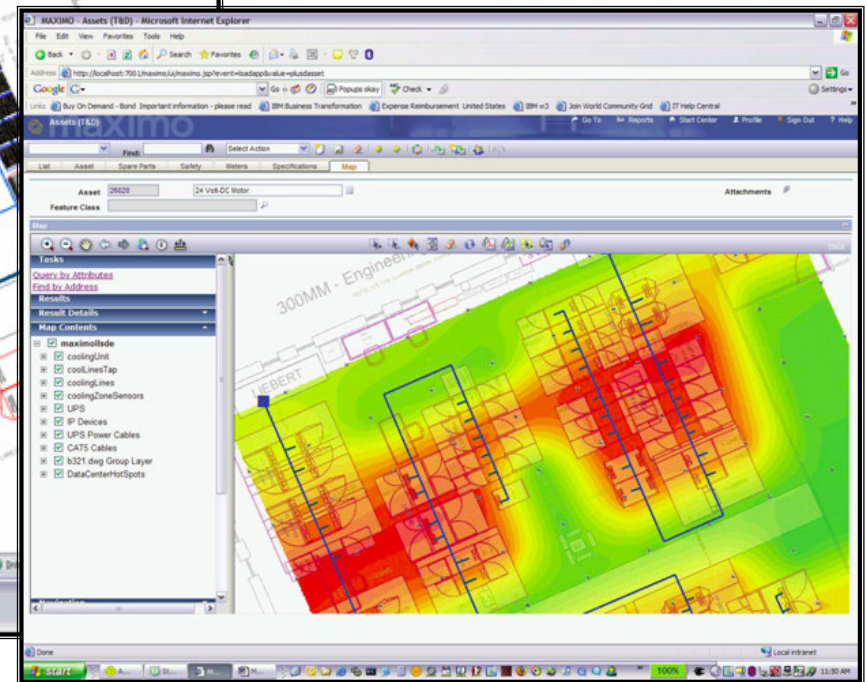 MAXIMO - Assets (T&D) - Microsoft Internet Explorer
File Edit View Favorites Tools Help
Back Search Favorites
Address http://localhost:7001/maximo/ui/maximo.jsp?event=loadapp&value=plusdasset Go
Google Go Popups okay Check Settings
Links Buy On Demand - Bond Important information - please read IBM Business Transformation Expense Reimbursement United States IBM w3 Join World Community Grid IT Help Central
Assets (T&D) maximo Go To Reports Start Center Profile Sign Out ? Help
Find: Select Action
List Asset Spare Parts Safety Meters Specifications Map
Asset 26020 24 Volt-DC Motor Attachments
Feature Class
Map
Tasks
Query by Attributes
Find by Address
Results
Result Details
Map Contents
maximollsde
coolingUnit
coolLinesTap
coolingLines
coolingZoneSensors
UPS
IP Devices
UPS Power Cables
CAT5 Cables
b321.dwg Group Layer
DataCenterHotSpots
300MM - Engineering
LIEBERT
Done Local intranet
start 100% 11:50 AM